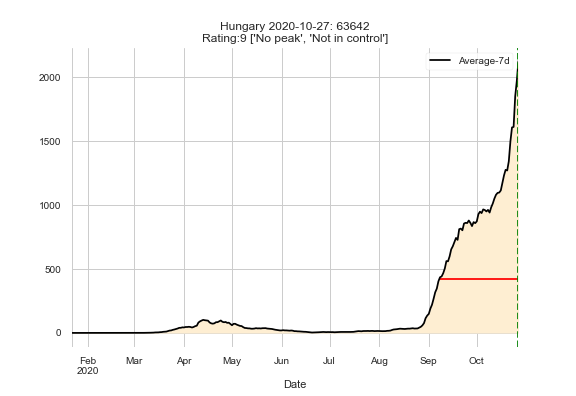 Hungary 2020-10-27: 63642
Rating:9 ['No peak', 'Not in control']
Average-7d
2000
1500
1000
500
0
Feb Mar Apr May Jun Jul Aug Sep Oct
2020
Date